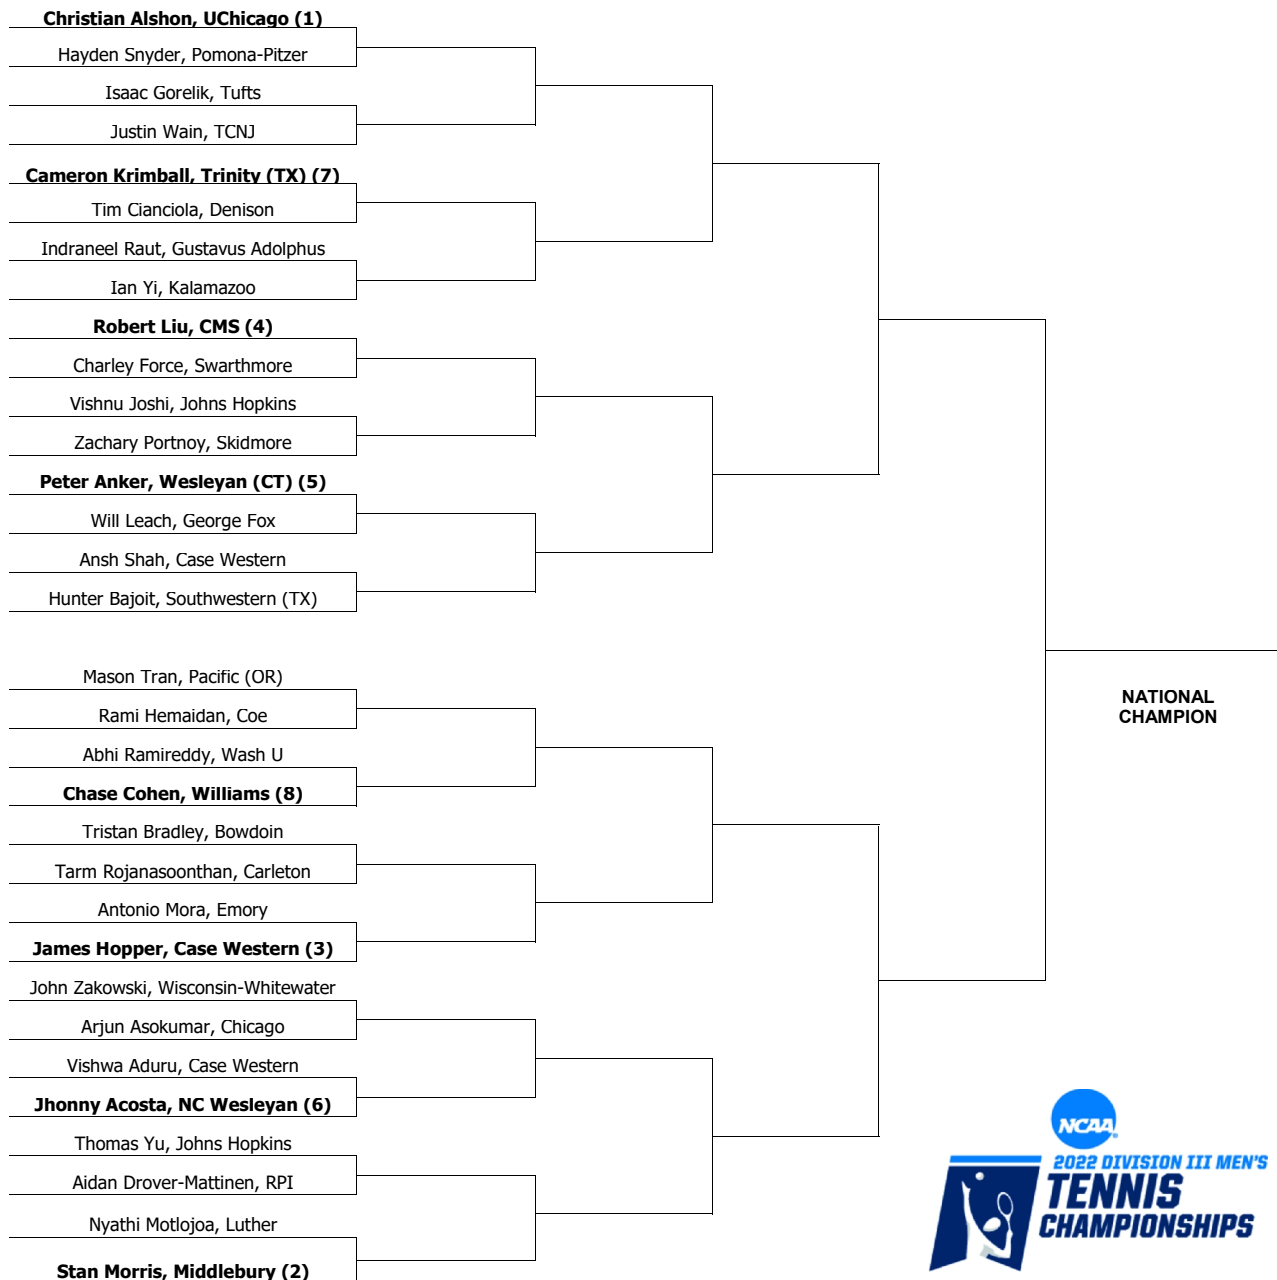 Christian Alshon, UChicago (1)
Hayden Snyder, Pomona-Pitzer
Isaac Gorelik, Tufts
Justin Wain, TCNJ
Cameron Krimball, Trinity (TX) (7)
Tim Cianciola, Denison
Indraneel Raut, Gustavus Adolphus
Ian Yi, Kalamazoo
Robert Liu, CMS (4)
Charley Force, Swarthmore
Vishnu Joshi, Johns Hopkins
Zachary Portnoy, Skidmore
Peter Anker, Wesleyan (CT) (5)
Will Leach, George Fox
Ansh Shah, Case Western
Hunter Bajoit, Southwestern (TX)
Mason Tran, Pacific (OR)
Rami Hemaidan, Coe
Abhi Ramireddy, Wash U
Chase Cohen, Williams (8)
Tristan Bradley, Bowdoin
Tarm Rojanasoonthan, Carleton
Antonio Mora, Emory
James Hopper, Case Western (3)
John Zakowski, Wisconsin-Whitewater
Arjun Asokumar, Chicago
Vishwa Aduru, Case Western
Jhonny Acosta, NC Wesleyan (6)
Thomas Yu, Johns Hopkins
Aidan Drover-Mattinen, RPI
Nyathi Motlojoa, Luther
Stan Morris, Middlebury (2)
NATIONAL
CHAMPION
NCAA
2022 DIVISION III MEN'S
TENNIS
CHAMPIONSHIPS